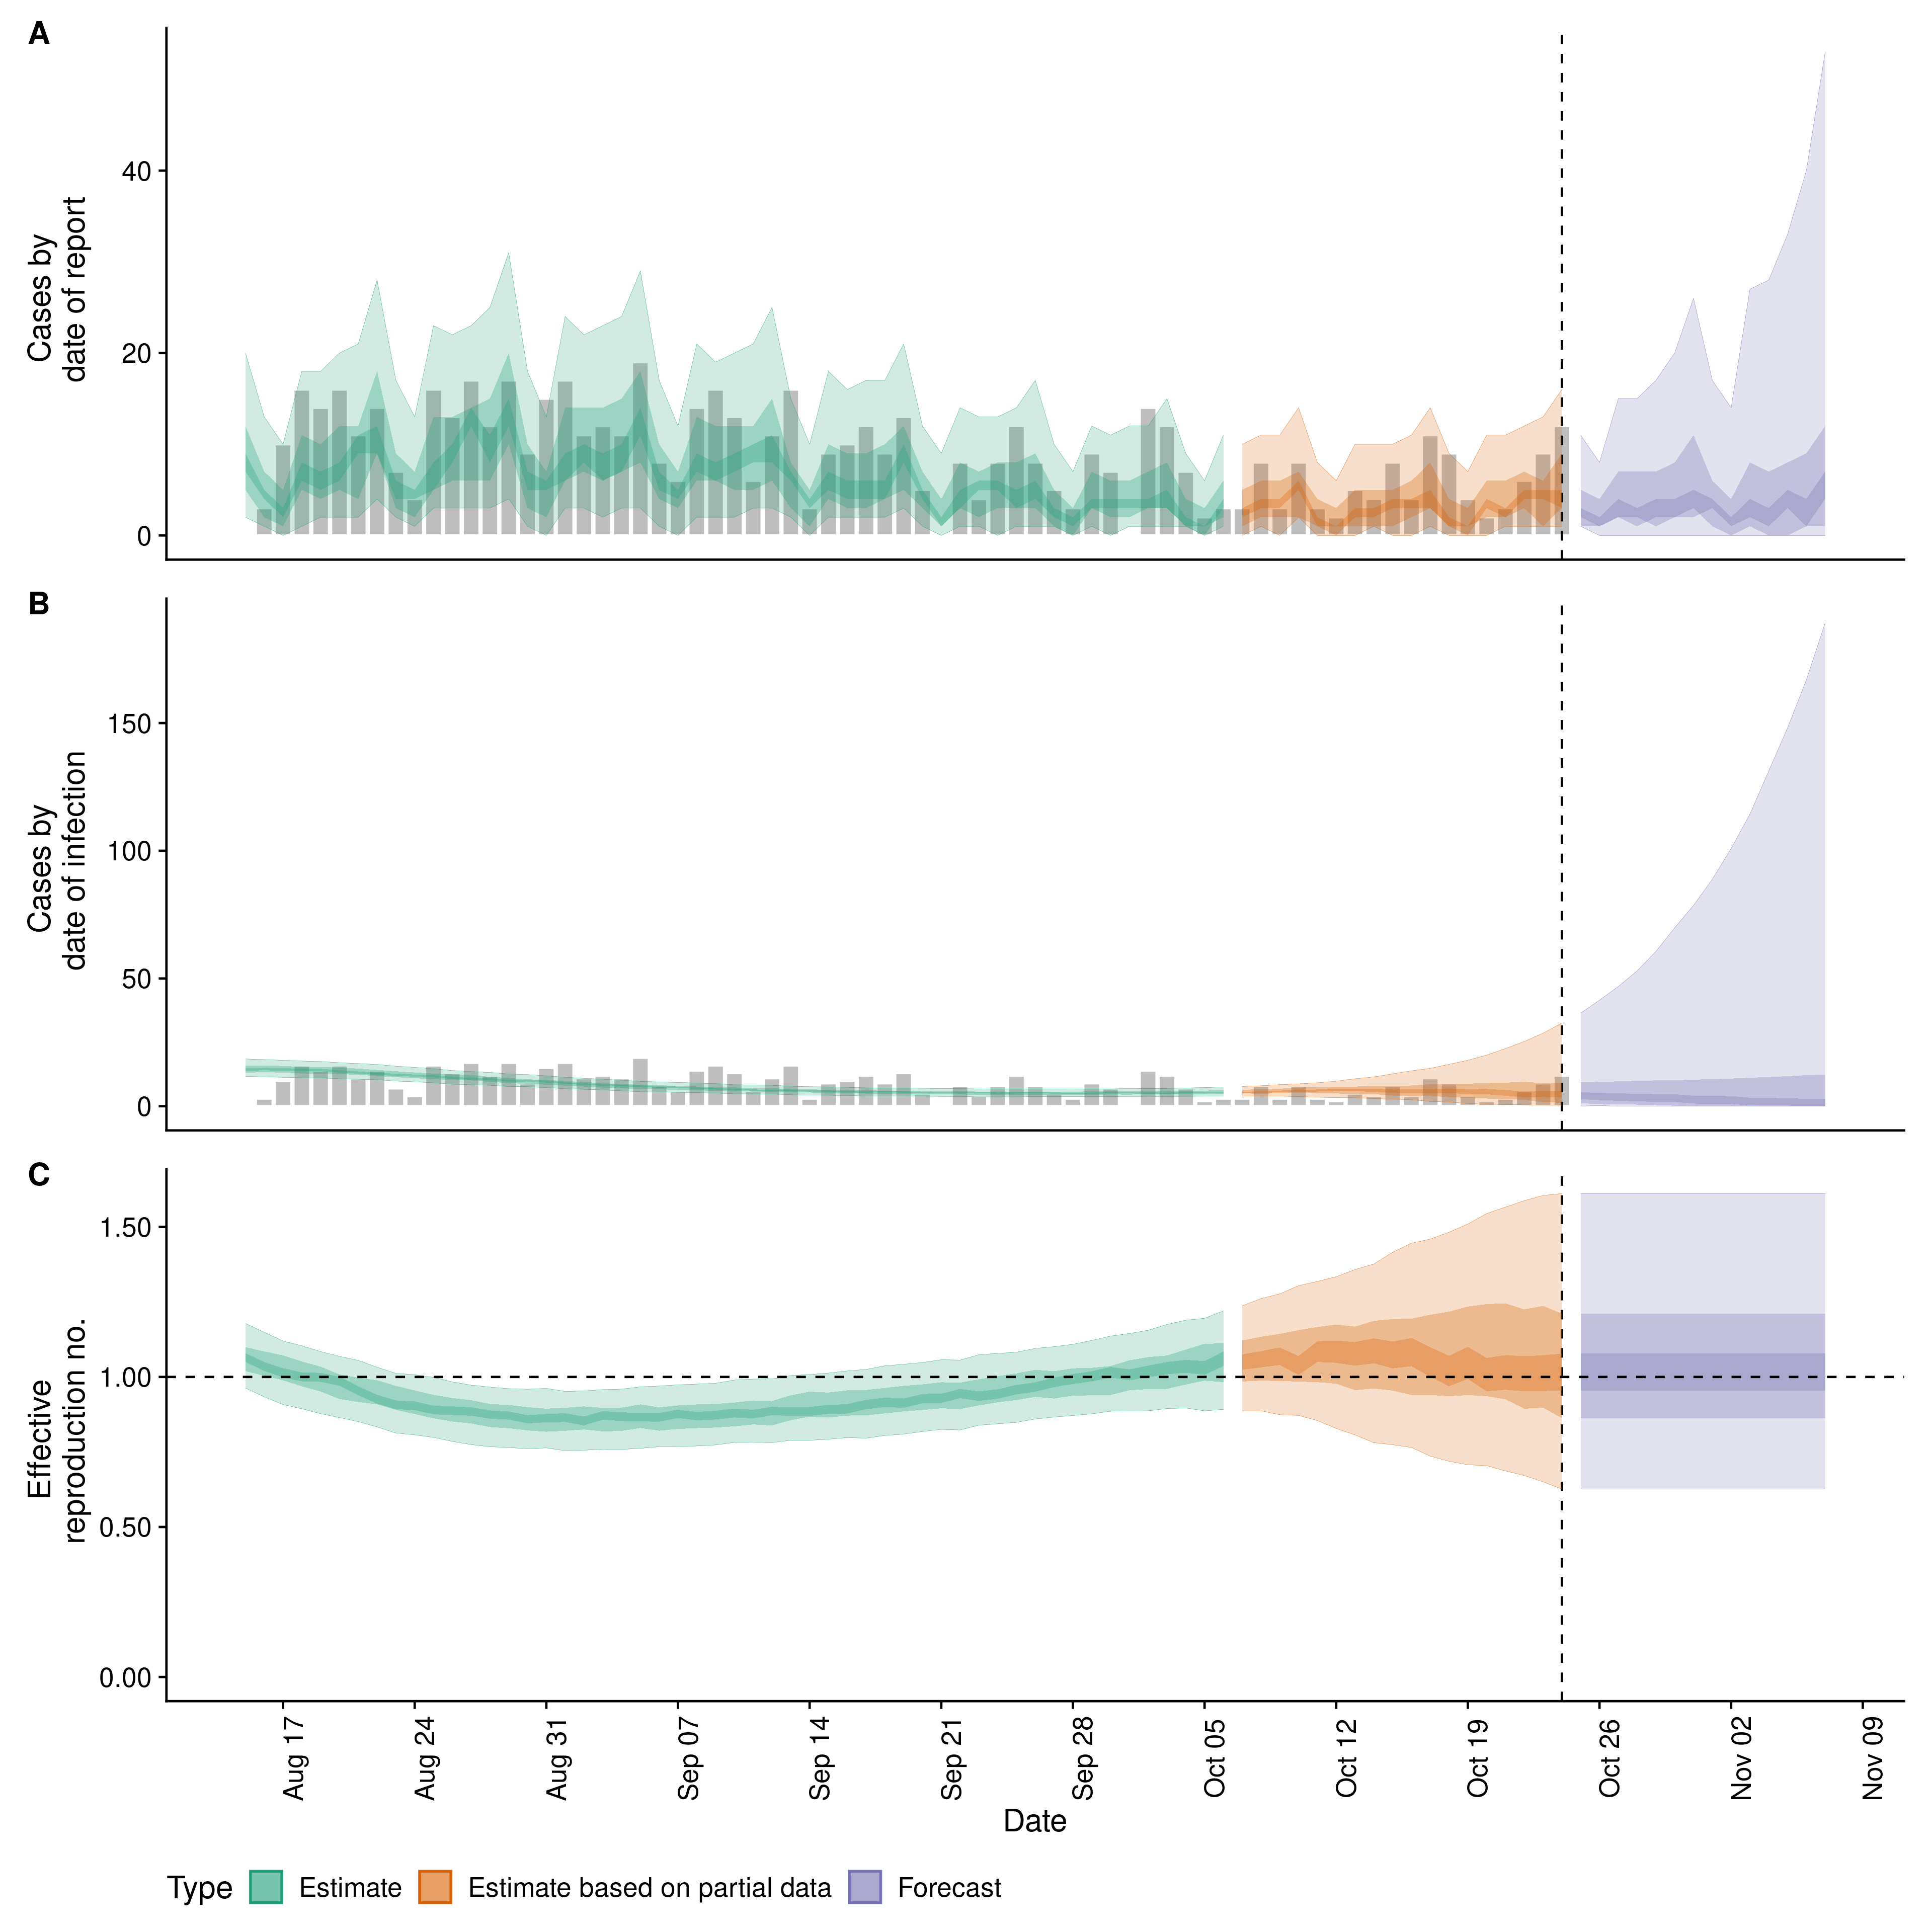 A
Cases by
date of report
40
20
0
B
Cases by
date of infection
150
100
50
0
C
Effective
reproduction no.
1.50
1.00
0.50
0.00
Aug 17
Aug 24
Aug 31
Sep 07
Sep 14
Sep 21
Sep 28
Oct 05
Oct 12
Oct 19
Oct 26
Nov 02
Nov 09
Date
Type Estimate Estimate based on partial data Forecast